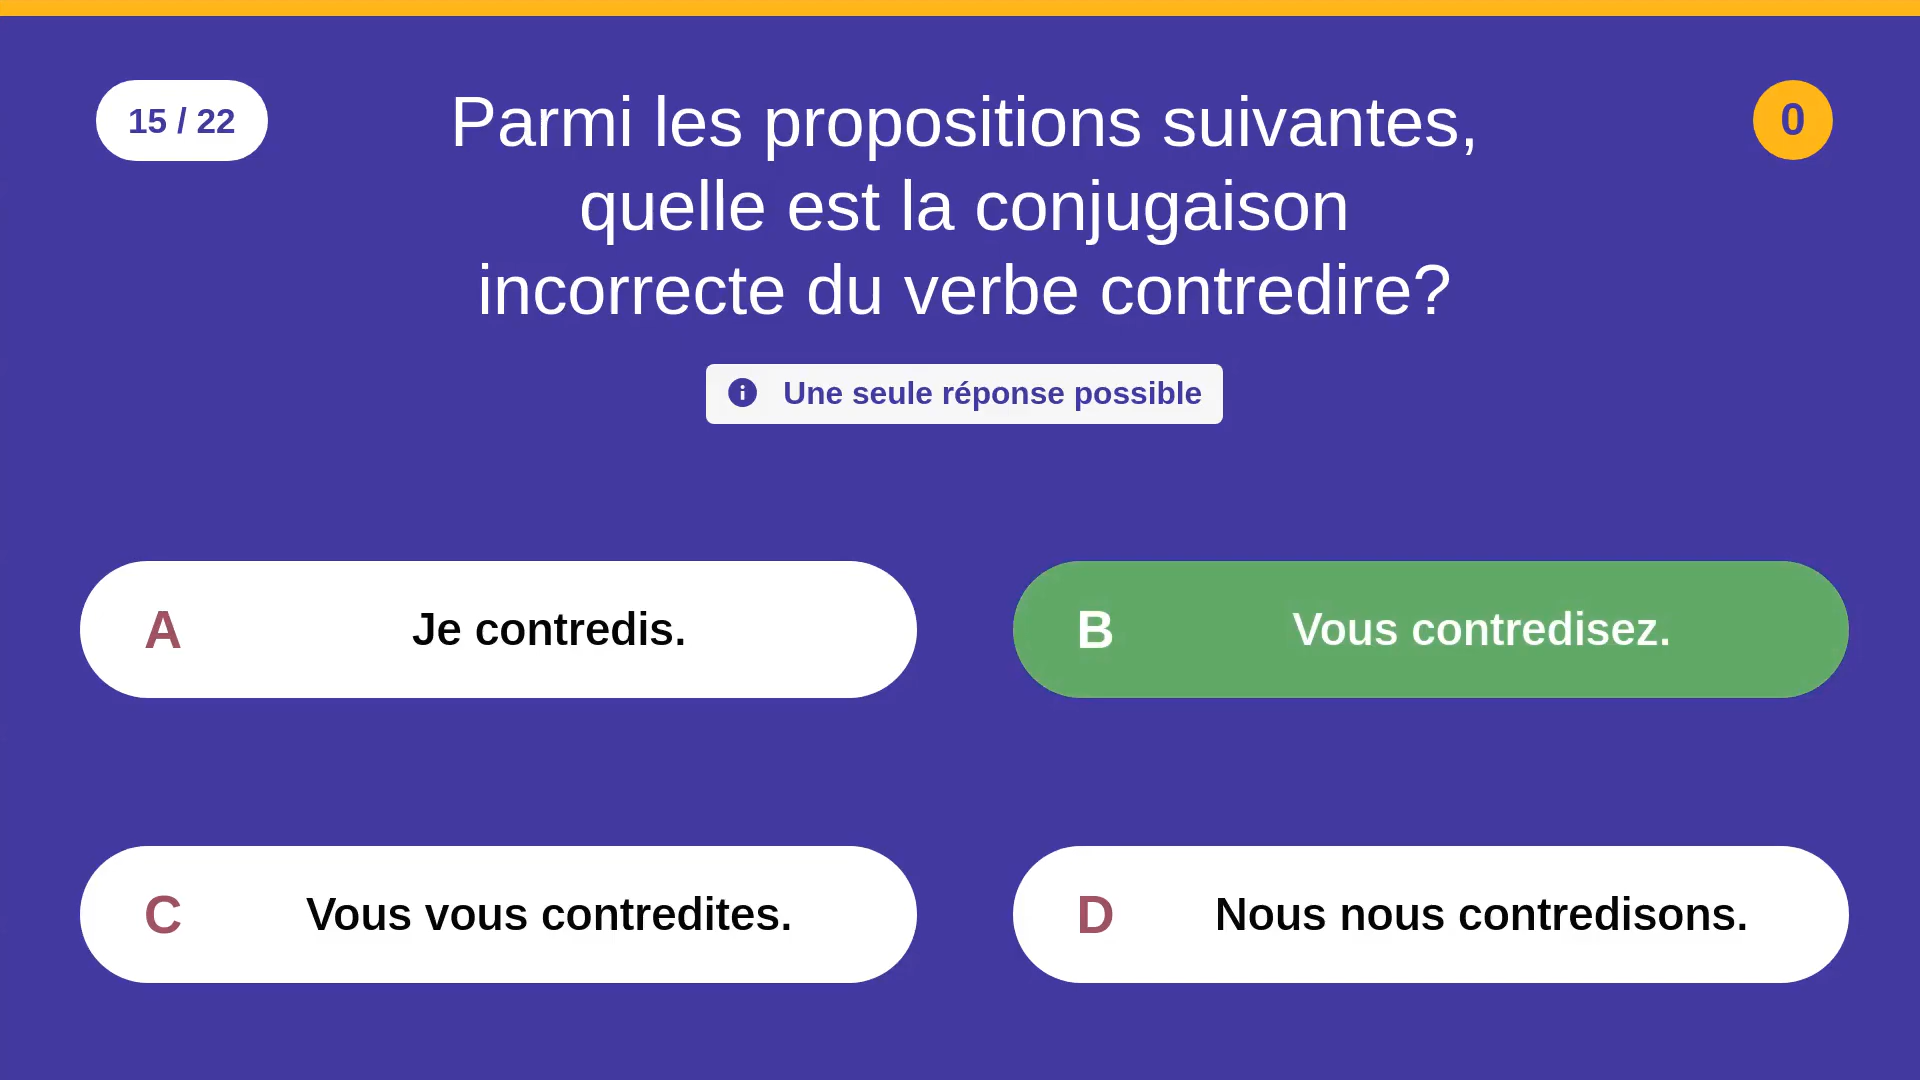 15 / 22
Parmi les propositions suivantes,
quelle est la conjugaison
incorrecte du verbe contredire?
0
Une seule réponse possible
A Je contredis.
B Vous contredisez.
C Vous vous contredites.
D Nous nous contredisons.